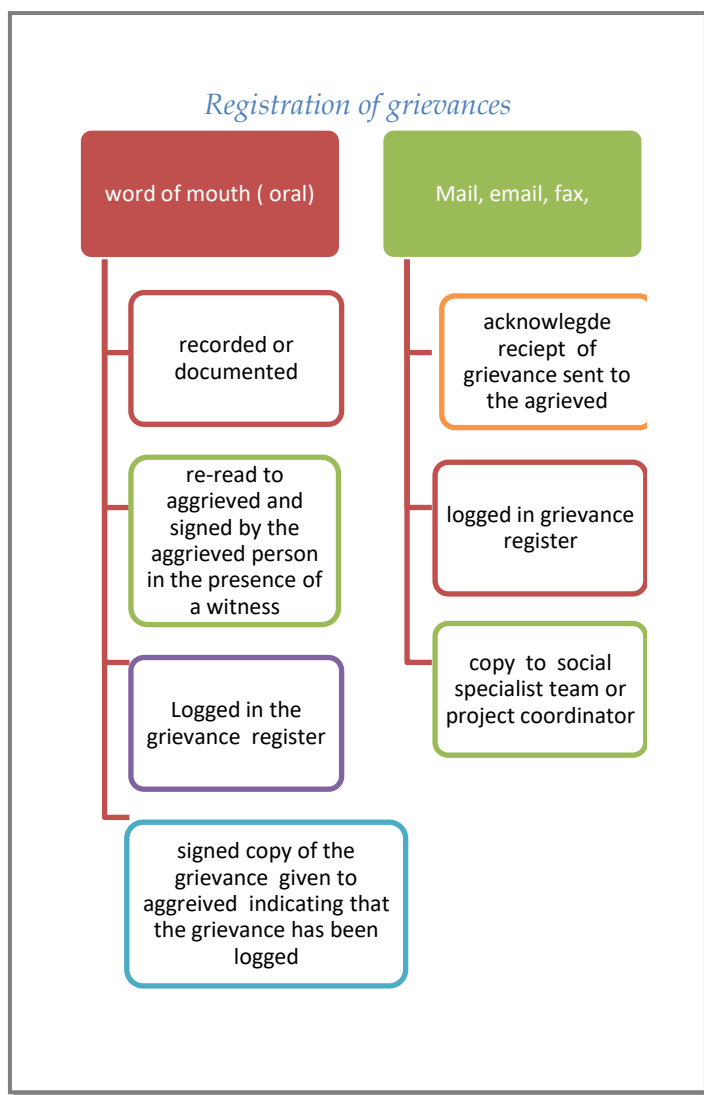 Registration of grievances
word of mouth ( oral)
recorded or
documented
re-read to
aggrieved and
signed by the
aggrieved person
in the presence of
a witness
Logged in the
grievance register
signed copy of the
grievance given to
aggreived indicating that
the grievance has been
logged
Mail, email, fax,
acknowlegde
reciept of
grievance sent to
the agrieved
logged in grievance
register
copy to social
specialist team or
project coordinator